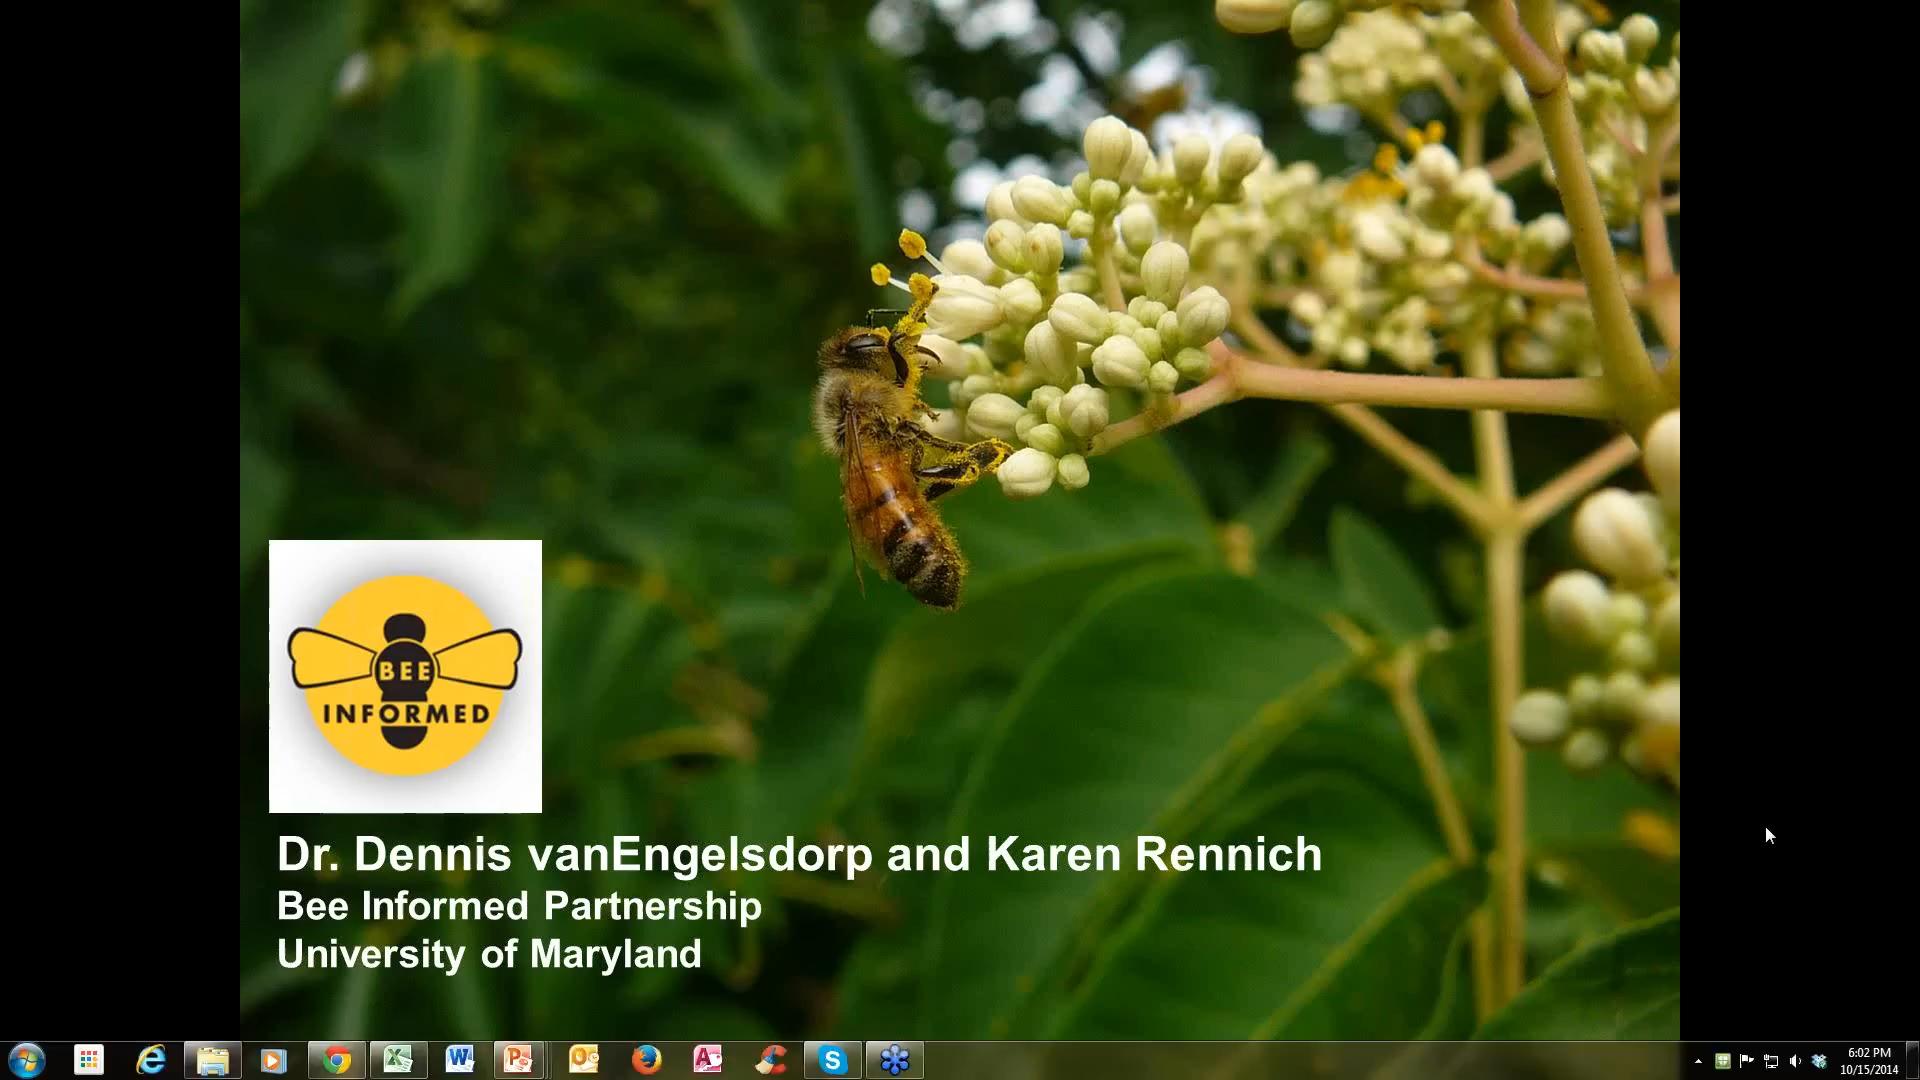 BEE
INFORMED
Dr. Dennis vanEngelsdorp and Karen Rennich
Bee Informed Partnership
University of Maryland
6:02 PM
10/15/2014